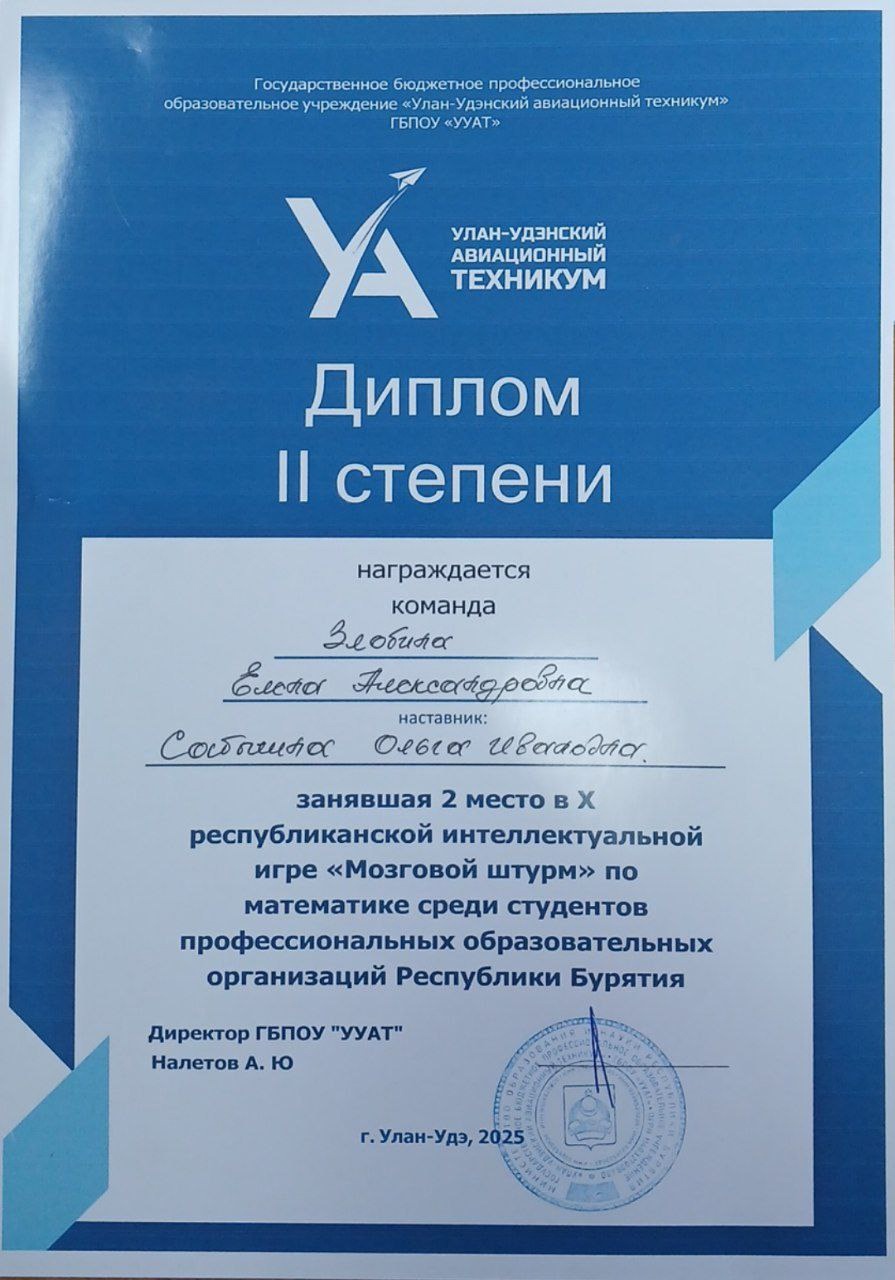 Государственное бюджетное профессиональное
образовательное учреждение «Улан-Удэнский авиационный техникум»
ГБПОУ «УУАТ»
УА
УЛАН-УДЭНСКИЙ
АВИАЦИОННЫЙ
ТЕХНИКУМ
Диплом
II степени
награждается
команда
Злобина
Елена Александровна
наставник:
Ольга Ивановна.
занявшая 2 место в X
республиканской интеллектуальной
игре «Мозговой штурм» по
математике среди студентов
профессиональных образовательных
организаций Республики Бурятия
Директор ГБПОУ "УУАТ"
Налетов А. Ю
г. Улан-Удэ, 2025